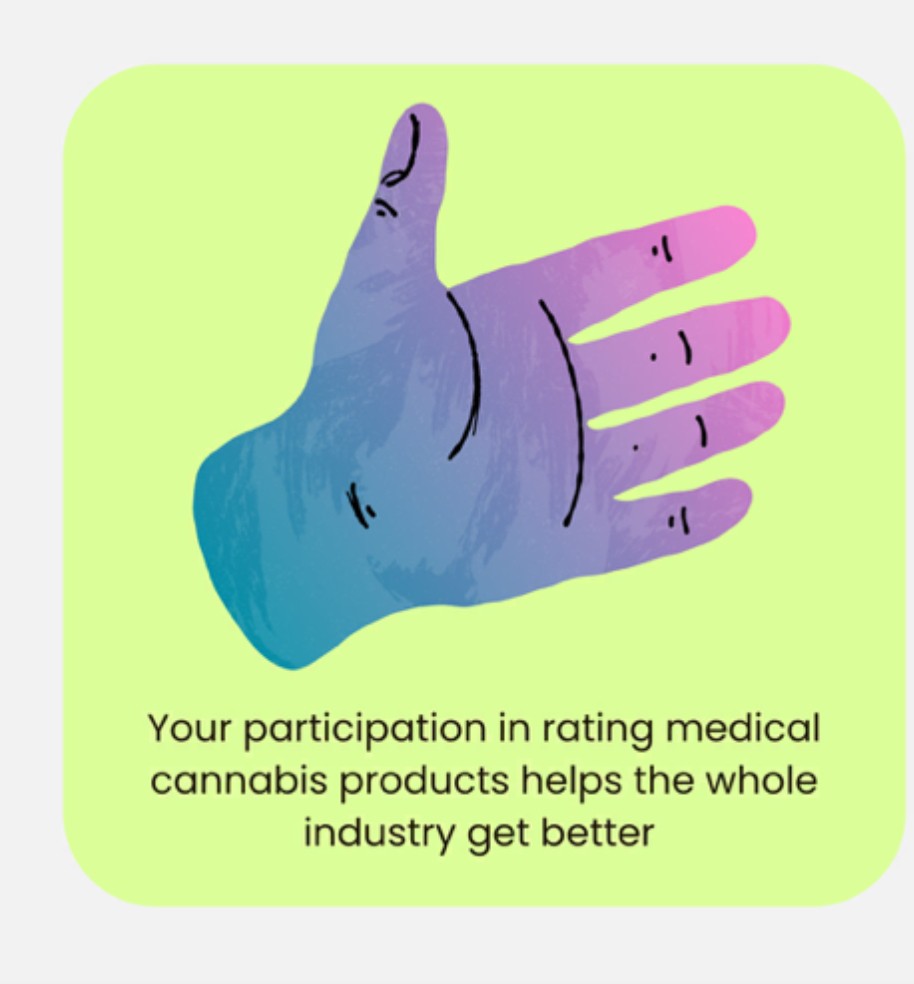 Your participation in rating medical
cannabis products helps the whole
industry get better